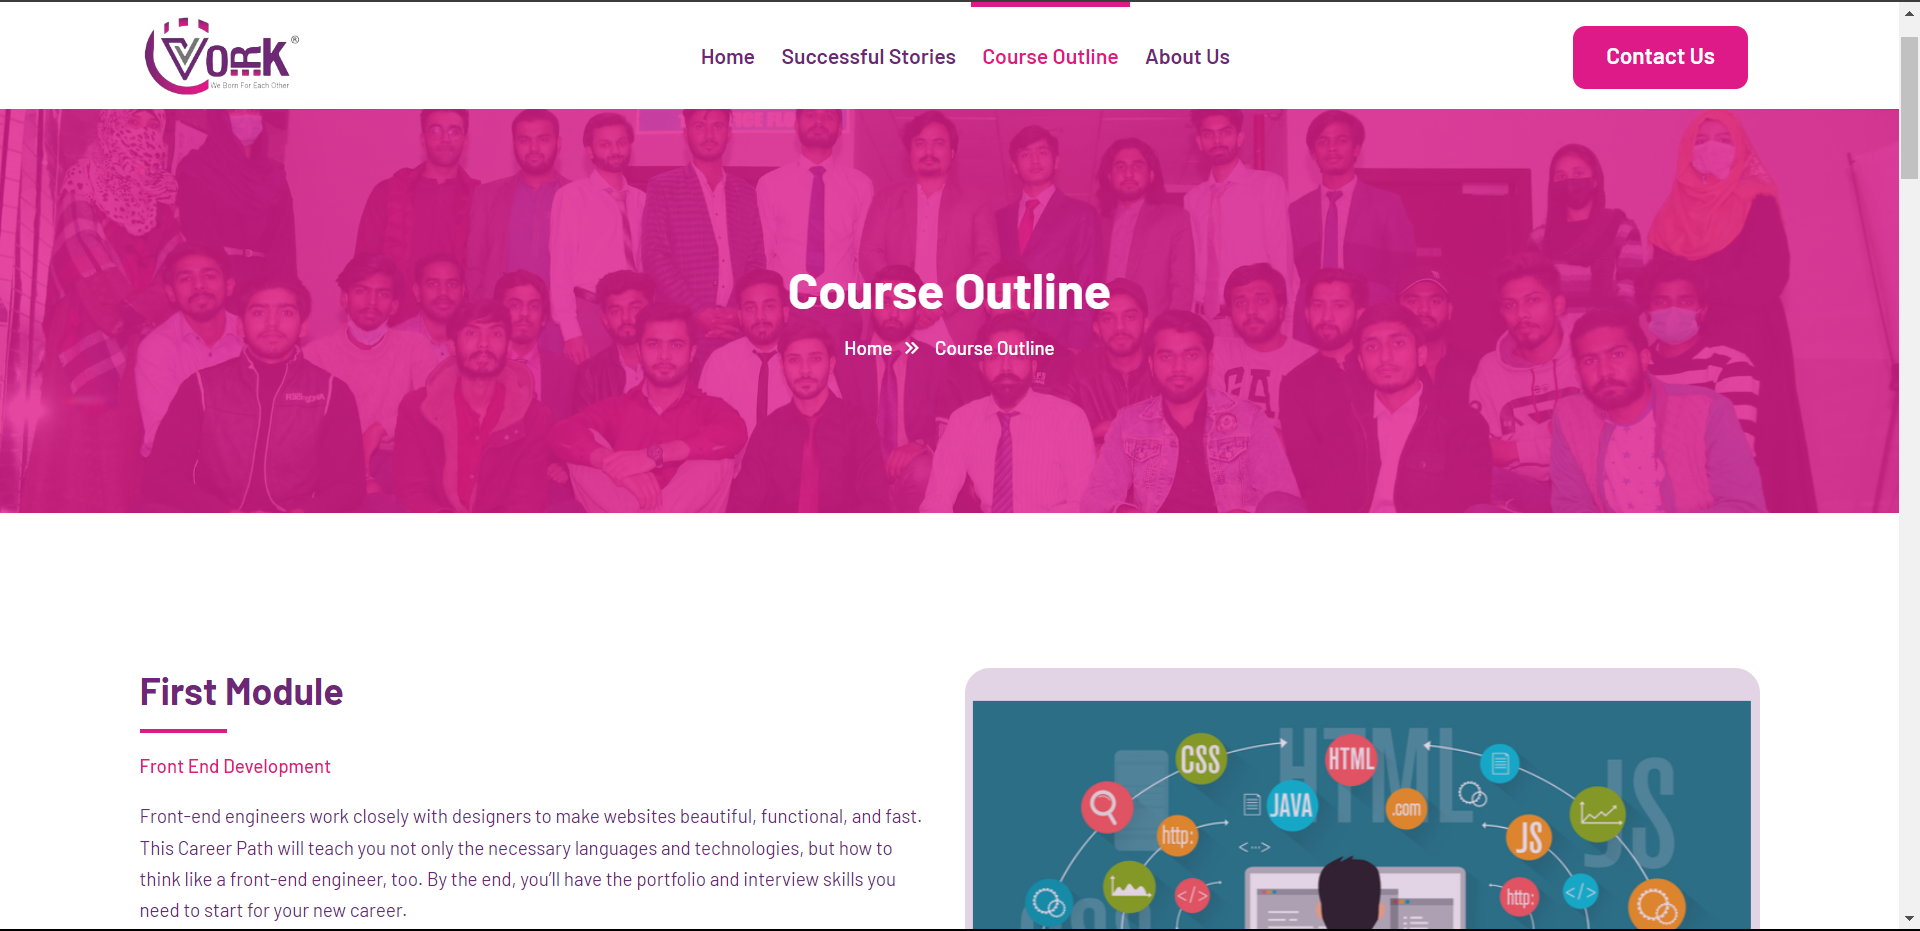 VORK ®
We Born For Each Other
Home Successful Stories Course Outline About Us
Contact Us
Course Outline
Home » Course Outline
First Module
Front End Development
Front-end engineers work closely with designers to make websites beautiful, functional, and fast.
This Career Path will teach you not only the necessary languages and technologies, but how to
think like a front-end engineer, too. By the end, you’ll have the portfolio and interview skills you
need to start for your new career.
HTML
JS
CSS
HTML
JAVA
.com
http:
JS
<···>
</>
http:
</>